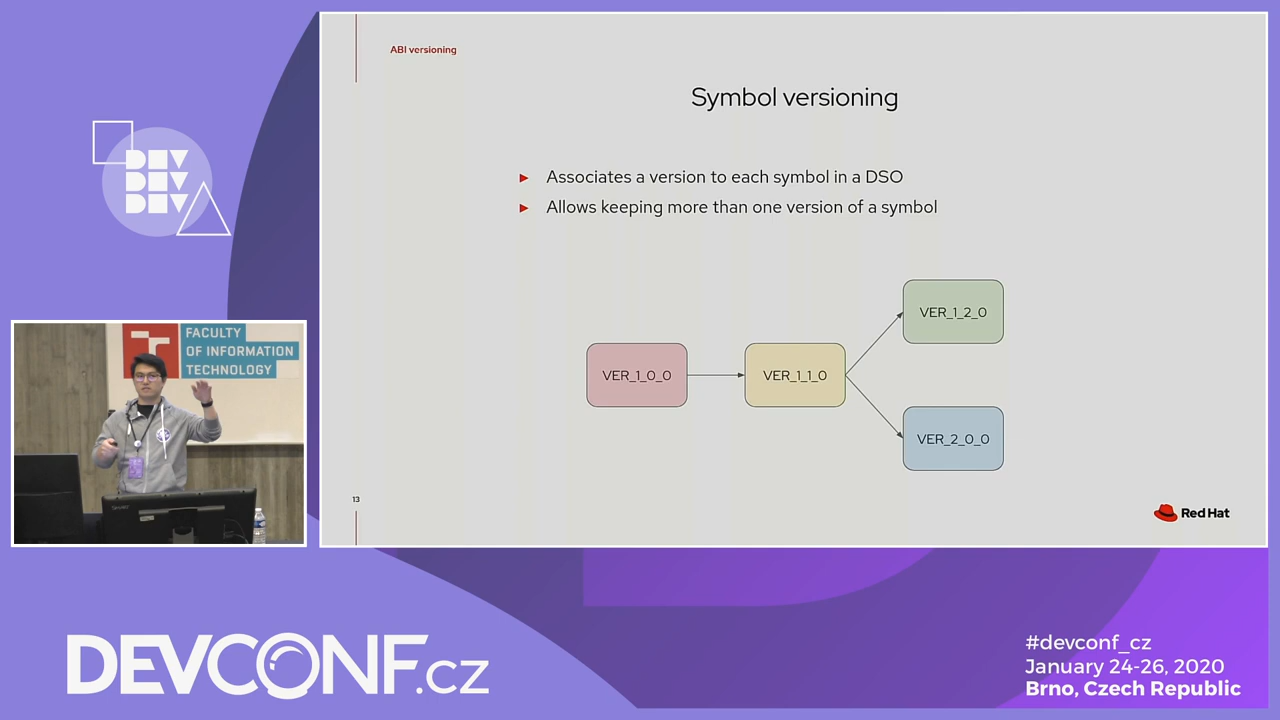 ABI versioning
Symbol versioning
Associates a version to each symbol in a DSO
Allows keeping more than one version of a symbol
VER_1_2_0
VER_1_0_0
VER_1_1_0
VER_2_0_0
13
Red Hat
DEV
DEV
DEV
FACULTY
OF INFORMATION
TECHNOLOGY
DEVCONF.cz
#devconf_cz
January 24-26, 2020
Brno, Czech Republic